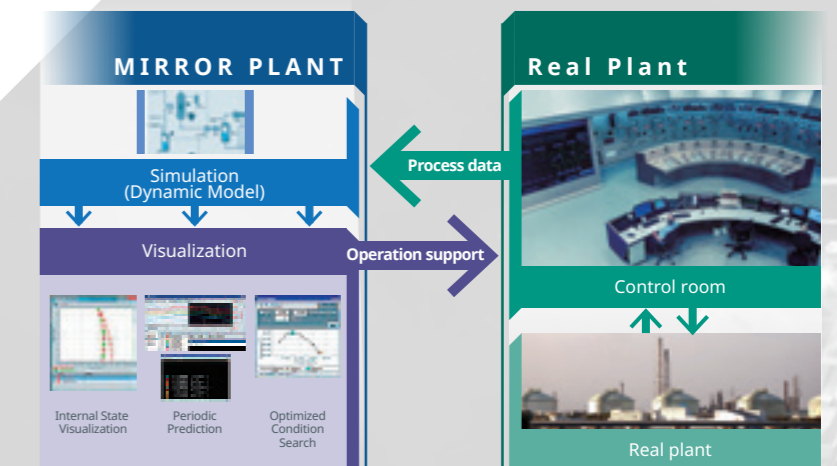 MIRROR PLANT
Real Plant
Simulation
(Dynamic Model)
Process data
Visualization
Operation support
Control room
Internal State
Visualization
Periodic
Prediction
Optimized
Condition
Search
Real plant